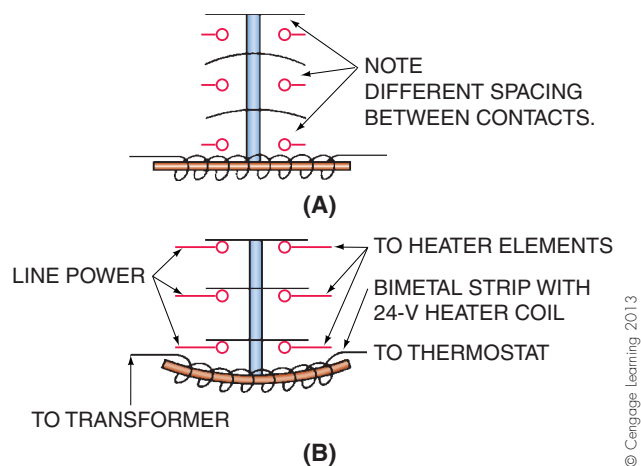 NOTE
DIFFERENT SPACING
BETWEEN CONTACTS.
(A)
LINE POWER
TO HEATER ELEMENTS
BIMETAL STRIP WITH
24-V HEATER COIL
TO THERMOSTAT
TO TRANSFORMER
(B)
© Cengage Learning 2013